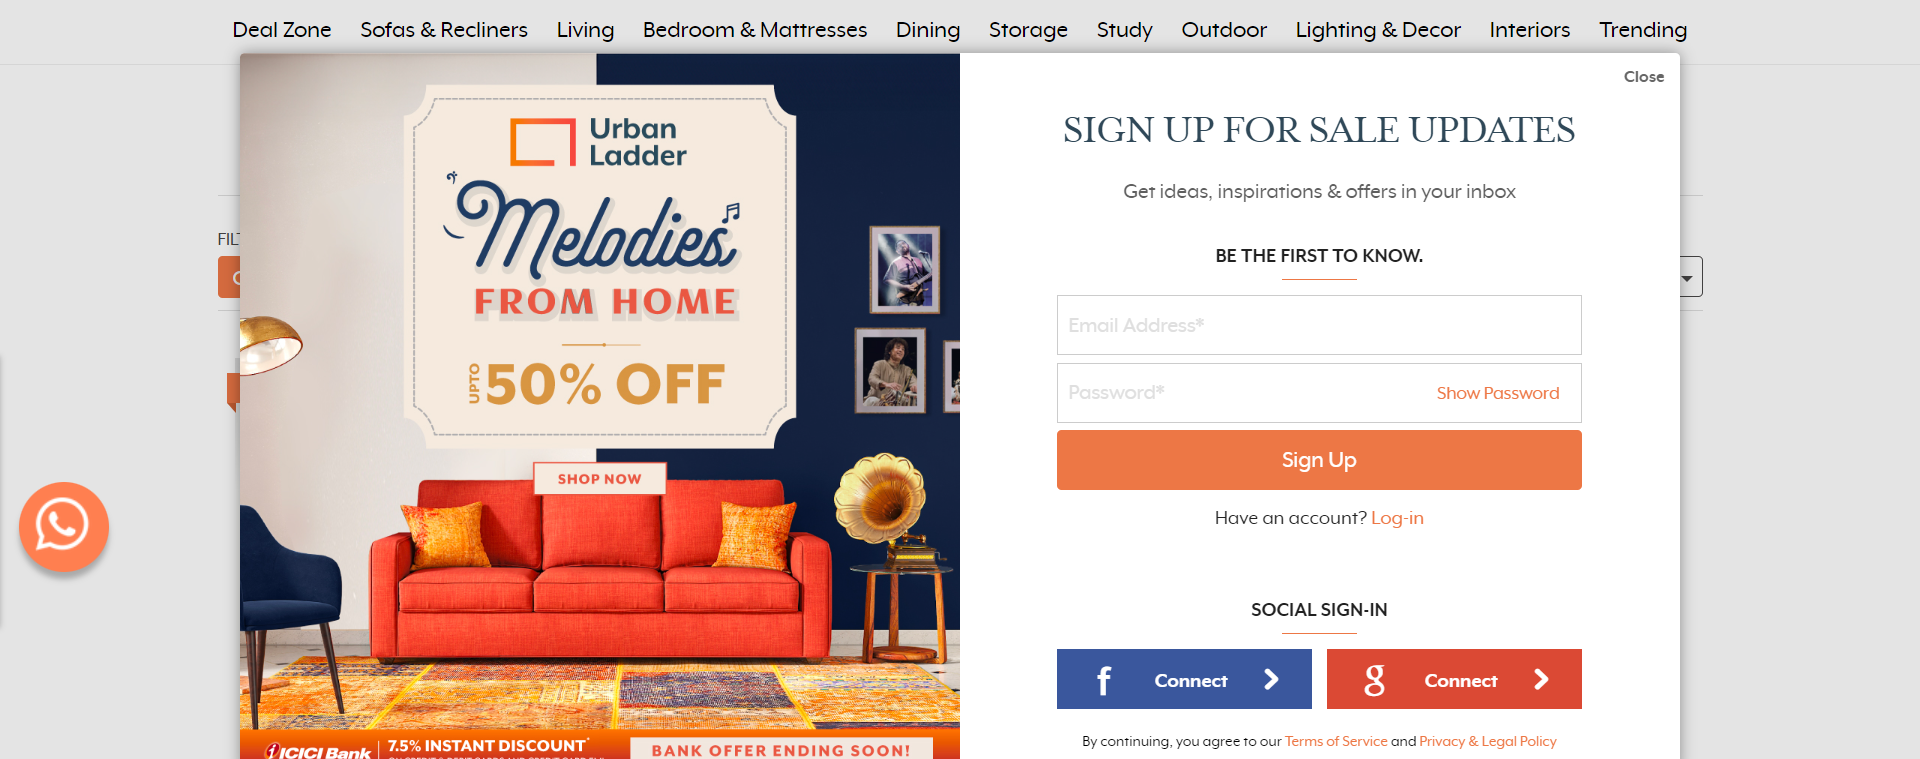 Deal Zone Sofas & Recliners Living Bedroom & Mattresses Dining Storage Study Outdoor Lighting & Decor Interiors Trending
Close
Urban
Ladder
Melodies
FROM HOME
UPTO 50% OFF
SHOP NOW
ICICI Bank 7.5% INSTANT DISCOUNT*
BANK OFFER ENDING SOON!
SIGN UP FOR SALE UPDATES
Get ideas, inspirations & offers in your inbox
BE THE FIRST TO KNOW.
Email Address*
Password* Show Password
Sign Up
Have an account? Log-in
SOCIAL SIGN-IN
f Connect g Connect
By continuing, you agree to our Terms of Service and Privacy & Legal Policy